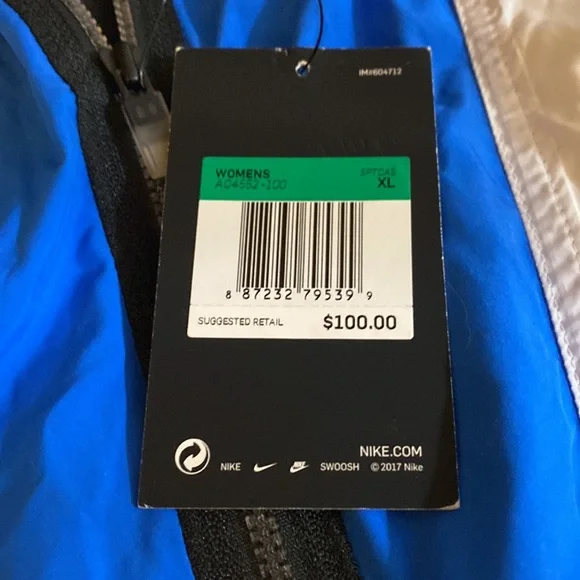 IM#604712
WOMENS SPTCAS
AO4552-100 XL
8 87232 79539 9
SUGGESTED RETAIL $100.00
NIKE.COM
NIKE SWOOSH © 2017 Nike